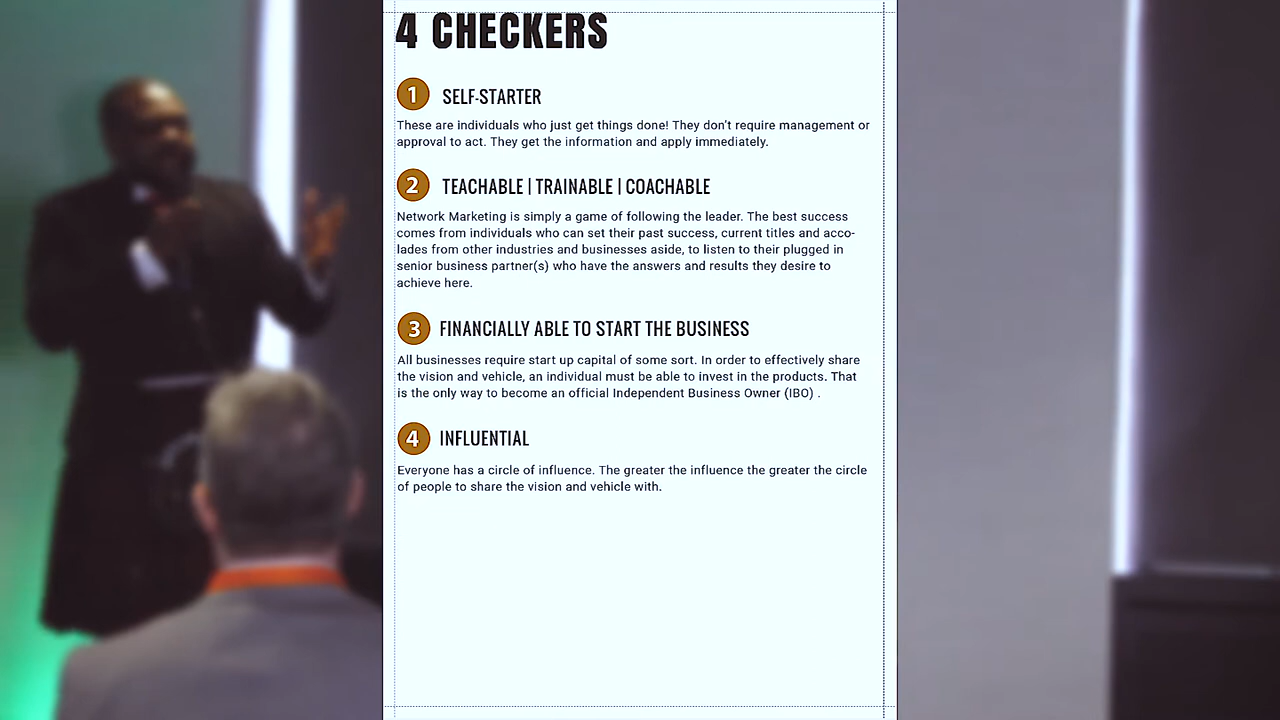 4 CHECKERS
1 SELF-STARTER
These are individuals who just get things done! They don't require management or
approval to act. They get the information and apply immediately.
2 TEACHABLE | TRAINABLE | COACHABLE
Network Marketing is simply a game of following the leader. The best success
comes from individuals who can set their past success, current titles and acco-
lades from other industries and businesses aside, to listen to their plugged in
senior business partner(s) who have the answers and results they desire to
achieve here.
3 FINANCIALLY ABLE TO START THE BUSINESS
All businesses require start up capital of some sort. In order to effectively share
the vision and vehicle, an individual must be able to invest in the products. That
is the only way to become an official Independent Business Owner (IBO) .
4 INFLUENTIAL
Everyone has a circle of influence. The greater the influence the greater the circle
of people to share the vision and vehicle with.